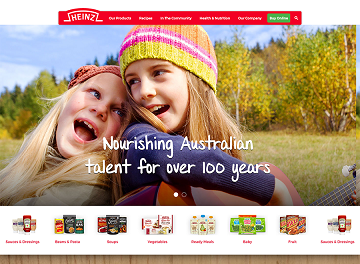 HEINZ
Our Products Recipes In The Community Health & Nutrition Our Company Buy Online
Nourishing Australian
talent for over 100 years
Sauces & Dressings Beans & Pasta Soups Vegetables Ready Meals Baby Fruit Sauces & Dressings